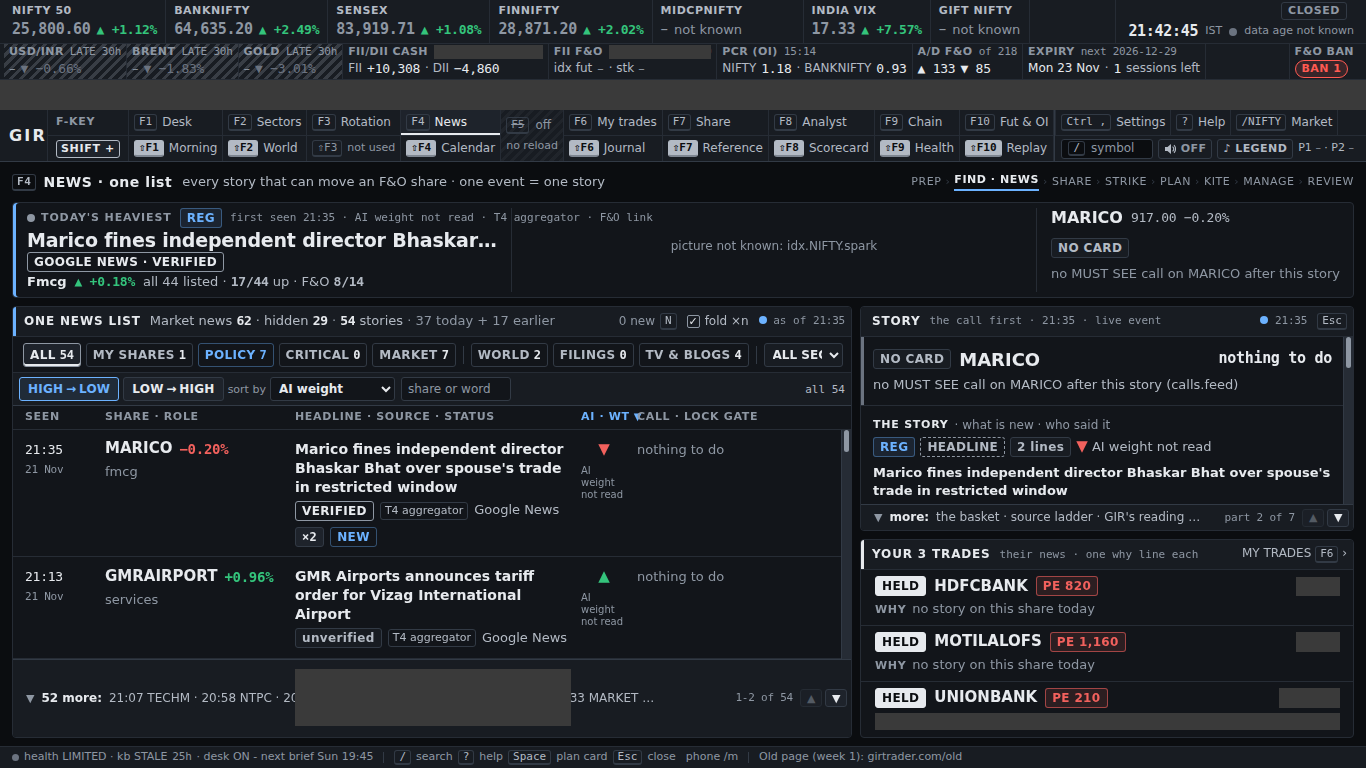 NIFTY 50
25,800.60 ▲ +1.12%
BANKNIFTY
64,635.20 ▲ +2.49%
SENSEX
83,919.71 ▲ +1.08%
FINNIFTY
28,871.20 ▲ +2.02%
MIDCPNIFTY
– not known
INDIA VIX
17.33 ▲ +7.57%
GIFT NIFTY
– not known
CLOSED
21:42:45 IST ● data age not known
USD/INR LATE 30h
– ▼ −0.66%
BRENT LATE 30h
– ▼ −1.83%
GOLD LATE 30h
– ▼ −3.01%
FII/DII CASH
FII +10,308 · DII −4,860
FII F&O
idx fut – · stk –
PCR (OI) 15:14
NIFTY 1.18 · BANKNIFTY 0.93
A/D F&O of 218
▲ 133 ▼ 85
EXPIRY next 2026-12-29
Mon 23 Nov · 1 sessions left
F&O BAN
BAN 1
GIR
F-KEY
F1 Desk
F2 Sectors
F3 Rotation
F4 News
F5 off
F6 My trades
F7 Share
F8 Analyst
F9 Chain
F10 Fut & OI
Ctrl , Settings
? Help
/NIFTY Market
SHIFT +
⇧F1 Morning
⇧F2 World
⇧F3 not used
⇧F4 Calendar
no reload
⇧F6 Journal
⇧F7 Reference
⇧F8 Scorecard
⇧F9 Health
⇧F10 Replay
/ symbol
OFF
♪ LEGEND
P1 – · P2 –
F4 NEWS · one list every story that can move an F&O share · one event = one story
PREP › FIND · NEWS › SHARE › STRIKE › PLAN › KITE › MANAGE › REVIEW
● TODAY'S HEAVIEST REG first seen 21:35 · AI weight not read · T4 aggregator · F&O link
Marico fines independent director Bhaskar…
GOOGLE NEWS · VERIFIED
Fmcg ▲ +0.18% all 44 listed · 17/44 up · F&O 8/14
picture not known: idx.NIFTY.spark
MARICO 917.00 −0.20%
NO CARD
no MUST SEE call on MARICO after this story
ONE NEWS LIST Market news 62 · hidden 29 · 54 stories · 37 today + 17 earlier
0 new N ✓ fold ×n ● as of 21:35
ALL 54
MY SHARES 1
POLICY 7
CRITICAL 0
MARKET 7
WORLD 2
FILINGS 0
TV & BLOGS 4
ALL SEC
HIGH→LOW LOW→HIGH sort by AI weight share or word all 54
SEEN SHARE · ROLE HEADLINE · SOURCE · STATUS AI · WT ▼ CALL · LOCK GATE
21:35
21 Nov
MARICO −0.20%
fmcg
Marico fines independent director
Bhaskar Bhat over spouse's trade
in restricted window
VERIFIED T4 aggregator Google News
×2 NEW
▼
AI
weight
not read
nothing to do
21:13
21 Nov
GMRAIRPORT +0.96%
services
GMR Airports announces tariff
order for Vizag International
Airport
unverified T4 aggregator Google News
▲
AI
weight
not read
nothing to do
▼ 52 more: 21:07 TECHM · 20:58 NTPC · 20
33 MARKET …
1-2 of 54 ▲ ▼
STORY the call first · 21:35 · live event
● 21:35 Esc
NO CARD MARICO nothing to do
no MUST SEE call on MARICO after this story (calls.feed)
THE STORY · what is new · who said it
REG HEADLINE 2 lines ▼ AI weight not read
Marico fines independent director Bhaskar Bhat over spouse's
trade in restricted window
▼ more: the basket · source ladder · GIR's reading … part 2 of 7 ▲ ▼
YOUR 3 TRADES their news · one why line each
MY TRADES F6 ›
HELD HDFCBANK PE 820
WHY no story on this share today
HELD MOTILALOFS PE 1,160
WHY no story on this share today
HELD UNIONBANK PE 210
● health LIMITED · kb STALE 25h · desk ON - next brief Sun 19:45 / search ? help Space plan card Esc close phone /m Old page (week 1): girtrader.com/old